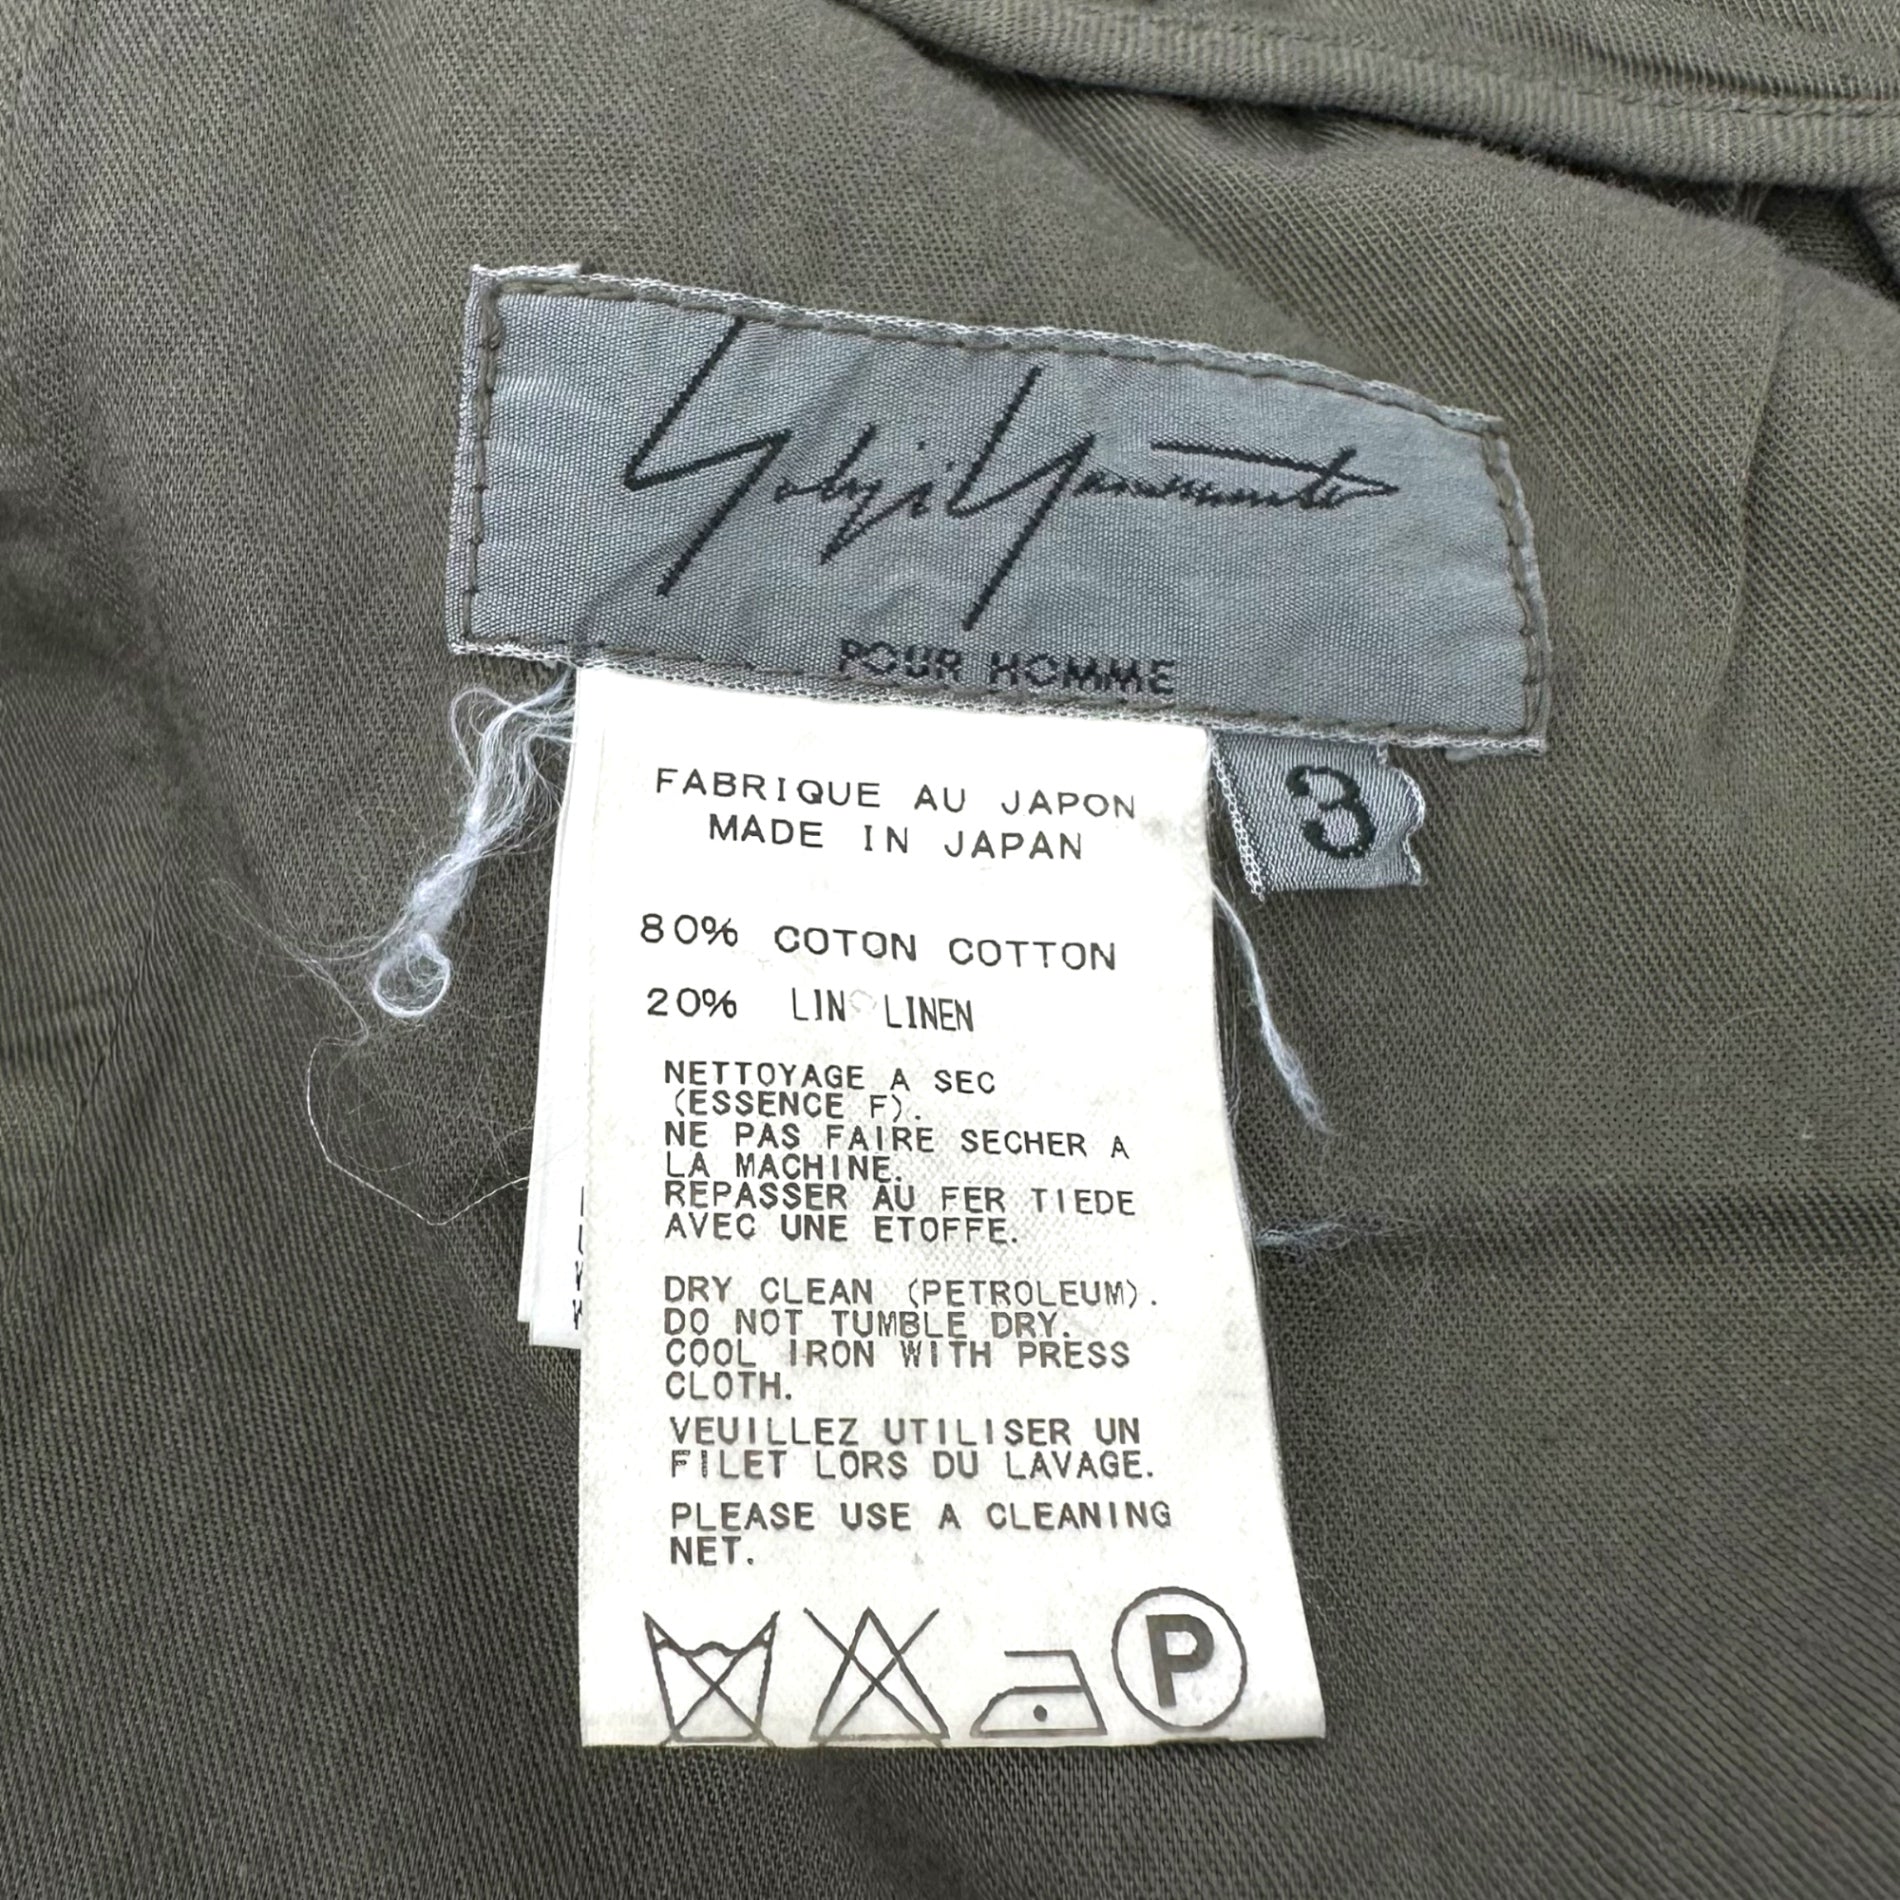 Yohji Yamamoto
POUR HOMME
3
FABRIQUE AU JAPON
MADE IN JAPAN
80% COTON COTTON
20% LIN LINEN
NETTOYAGE A SEC
(ESSENCE F).
NE PAS FAIRE SECHER A
LA MACHINE.
REPASSER AU FER TIEDE
AVEC UNE ETOFFE.
DRY CLEAN (PETROLEUM).
DO NOT TUMBLE DRY.
COOL IRON WITH PRESS
CLOTH.
VEUILLEZ UTILISER UN
FILET LORS DU LAVAGE.
PLEASE USE A CLEANING
NET.
P